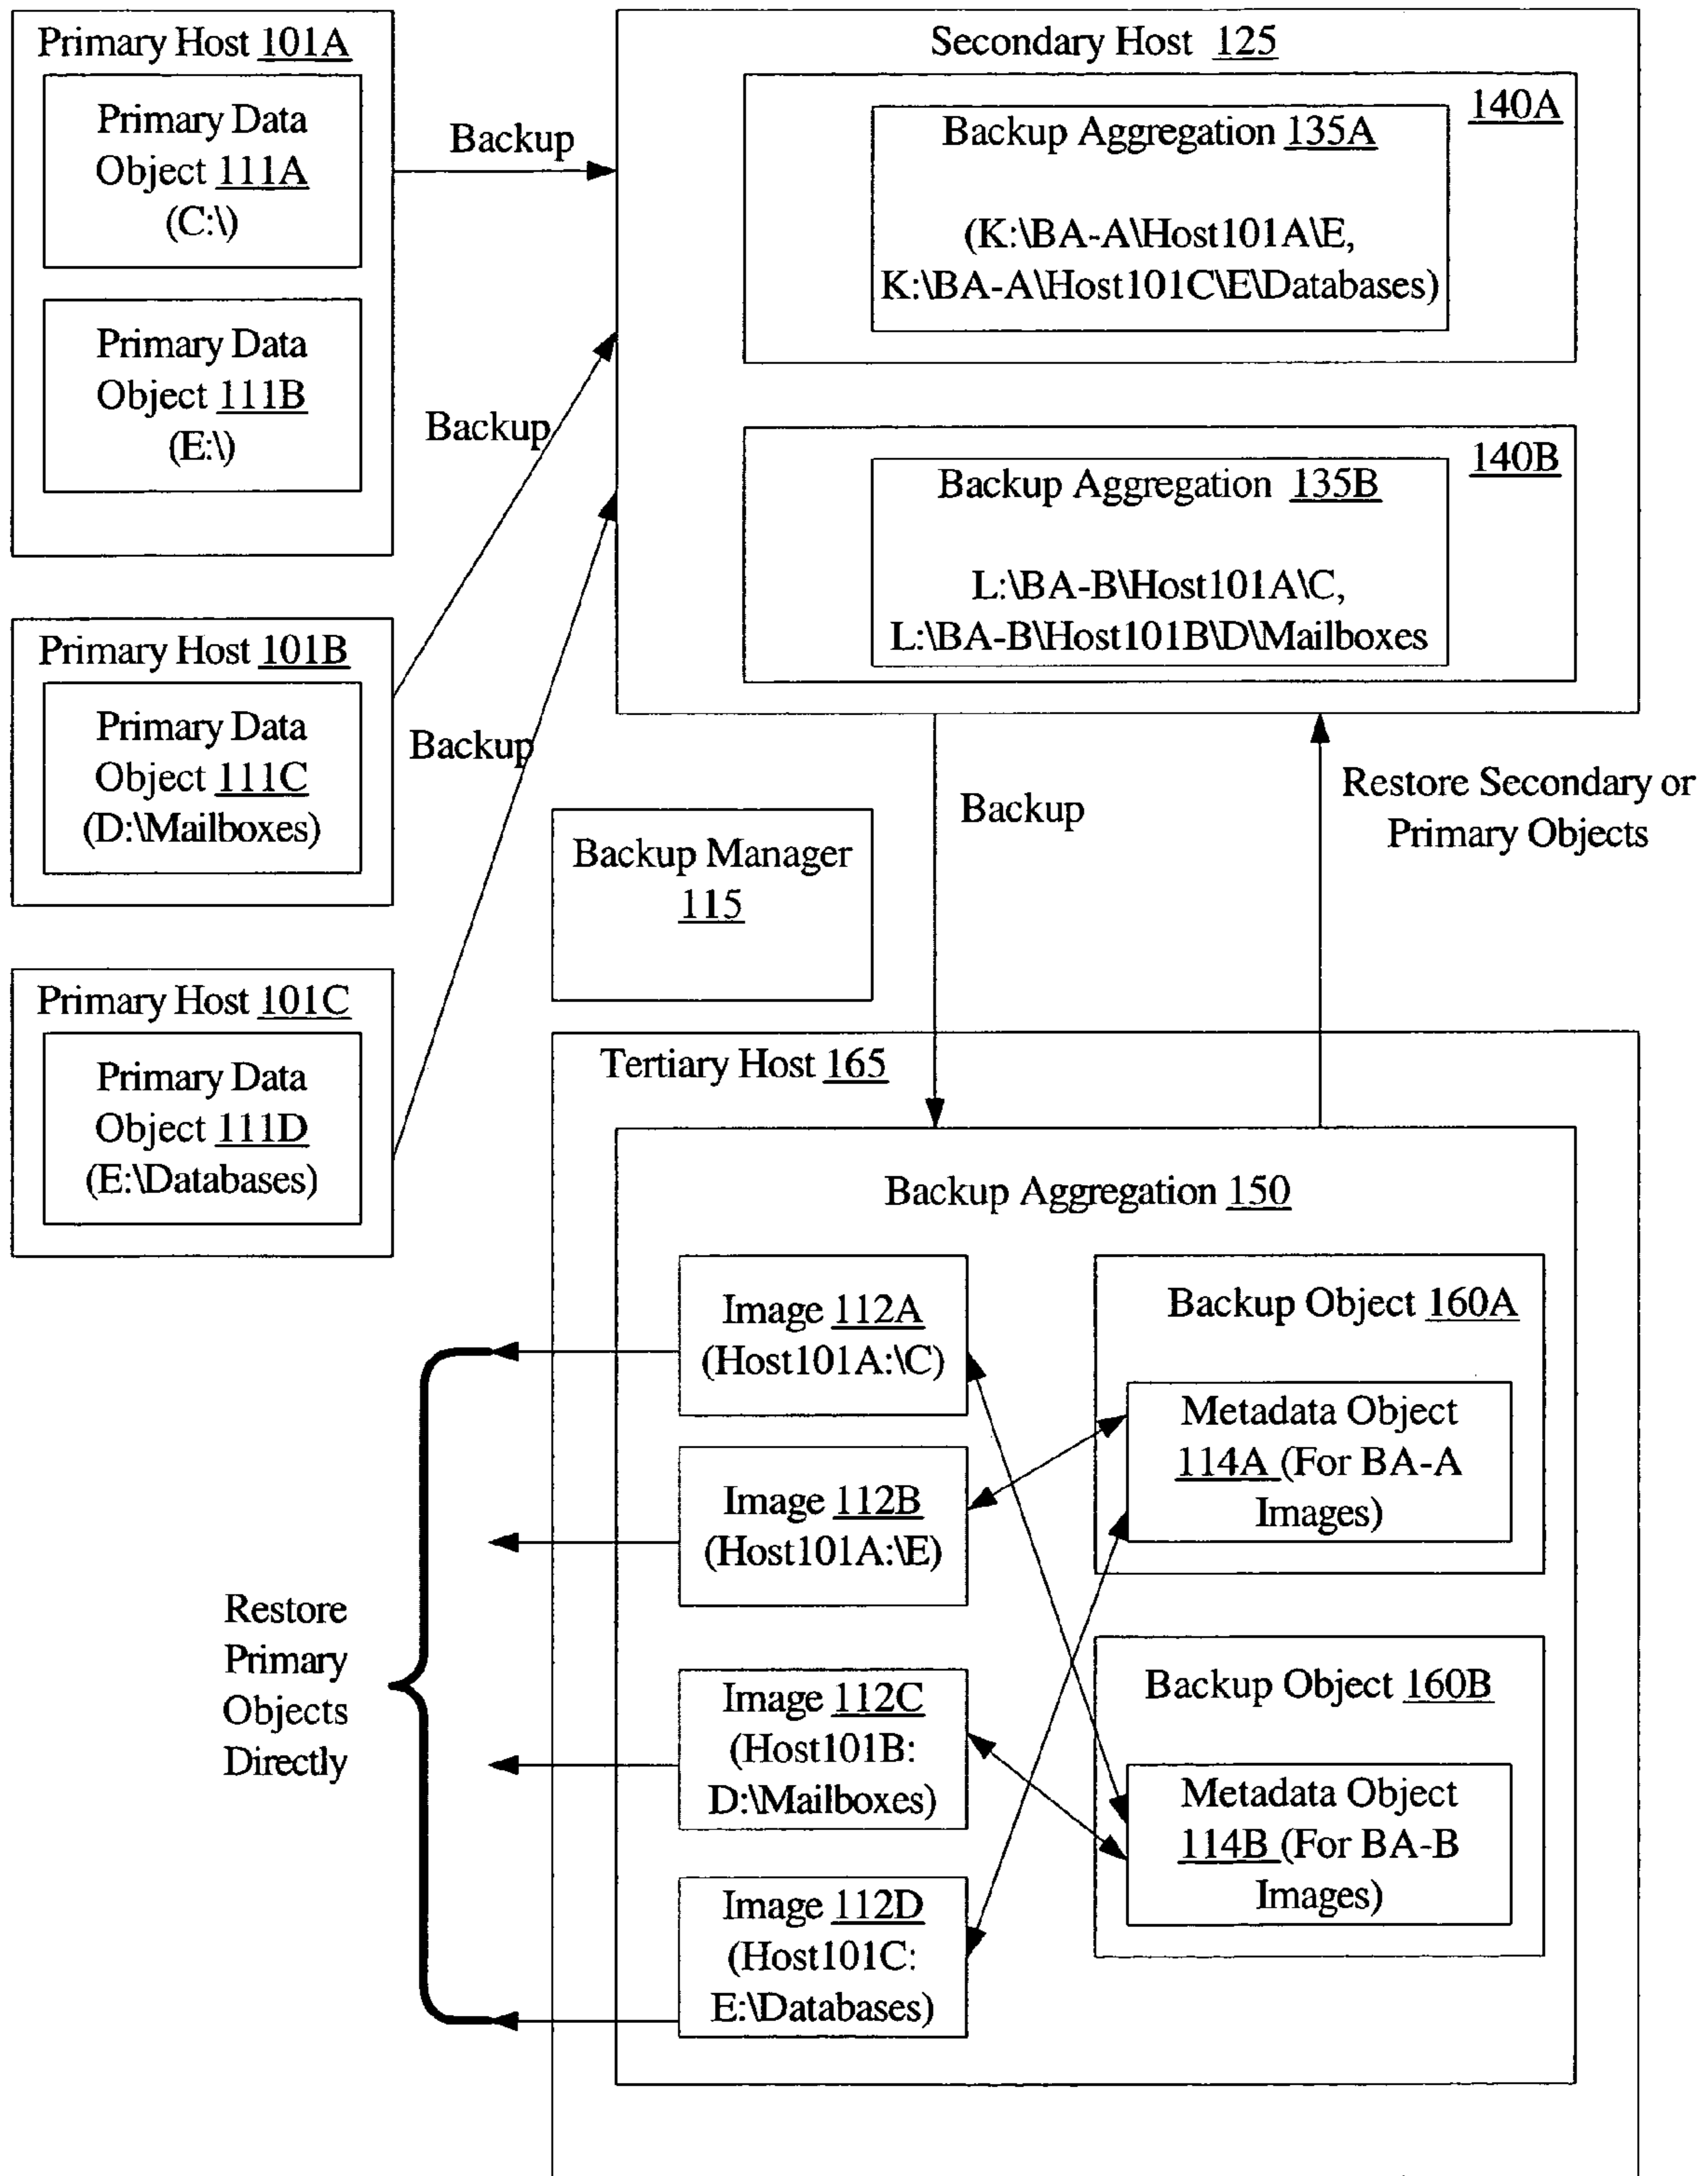 Primary Host 101A
Primary Data
Object 111A
(C:\)
Primary Data
Object 111B
(E:\)
Backup
Secondary Host 125
140A
Backup Aggregation 135A
(K:\BA-A\Host101A\E,
K:\BA-A\Host101C\E\Databases)
140B
Backup Aggregation 135B
L:\BA-B\Host101A\C,
L:\BA-B\Host101B\D\Mailboxes
Backup
Primary Host 101B
Primary Data
Object 111C
(D:\Mailboxes)
Backup
Backup Manager
115
Backup
Restore Secondary or
Primary Objects
Primary Host 101C
Primary Data
Object 111D
(E:\Databases)
Tertiary Host 165
Backup Aggregation 150
Image 112A
(Host101A:\C)
Image 112B
(Host101A:\E)
Image 112C
(Host101B:
D:\Mailboxes)
Image 112D
(Host101C:
E:\Databases)
Backup Object 160A
Metadata Object
114A (For BA-A
Images)
Backup Object 160B
Metadata Object
114B (For BA-B
Images)
Restore
Primary
Objects
Directly